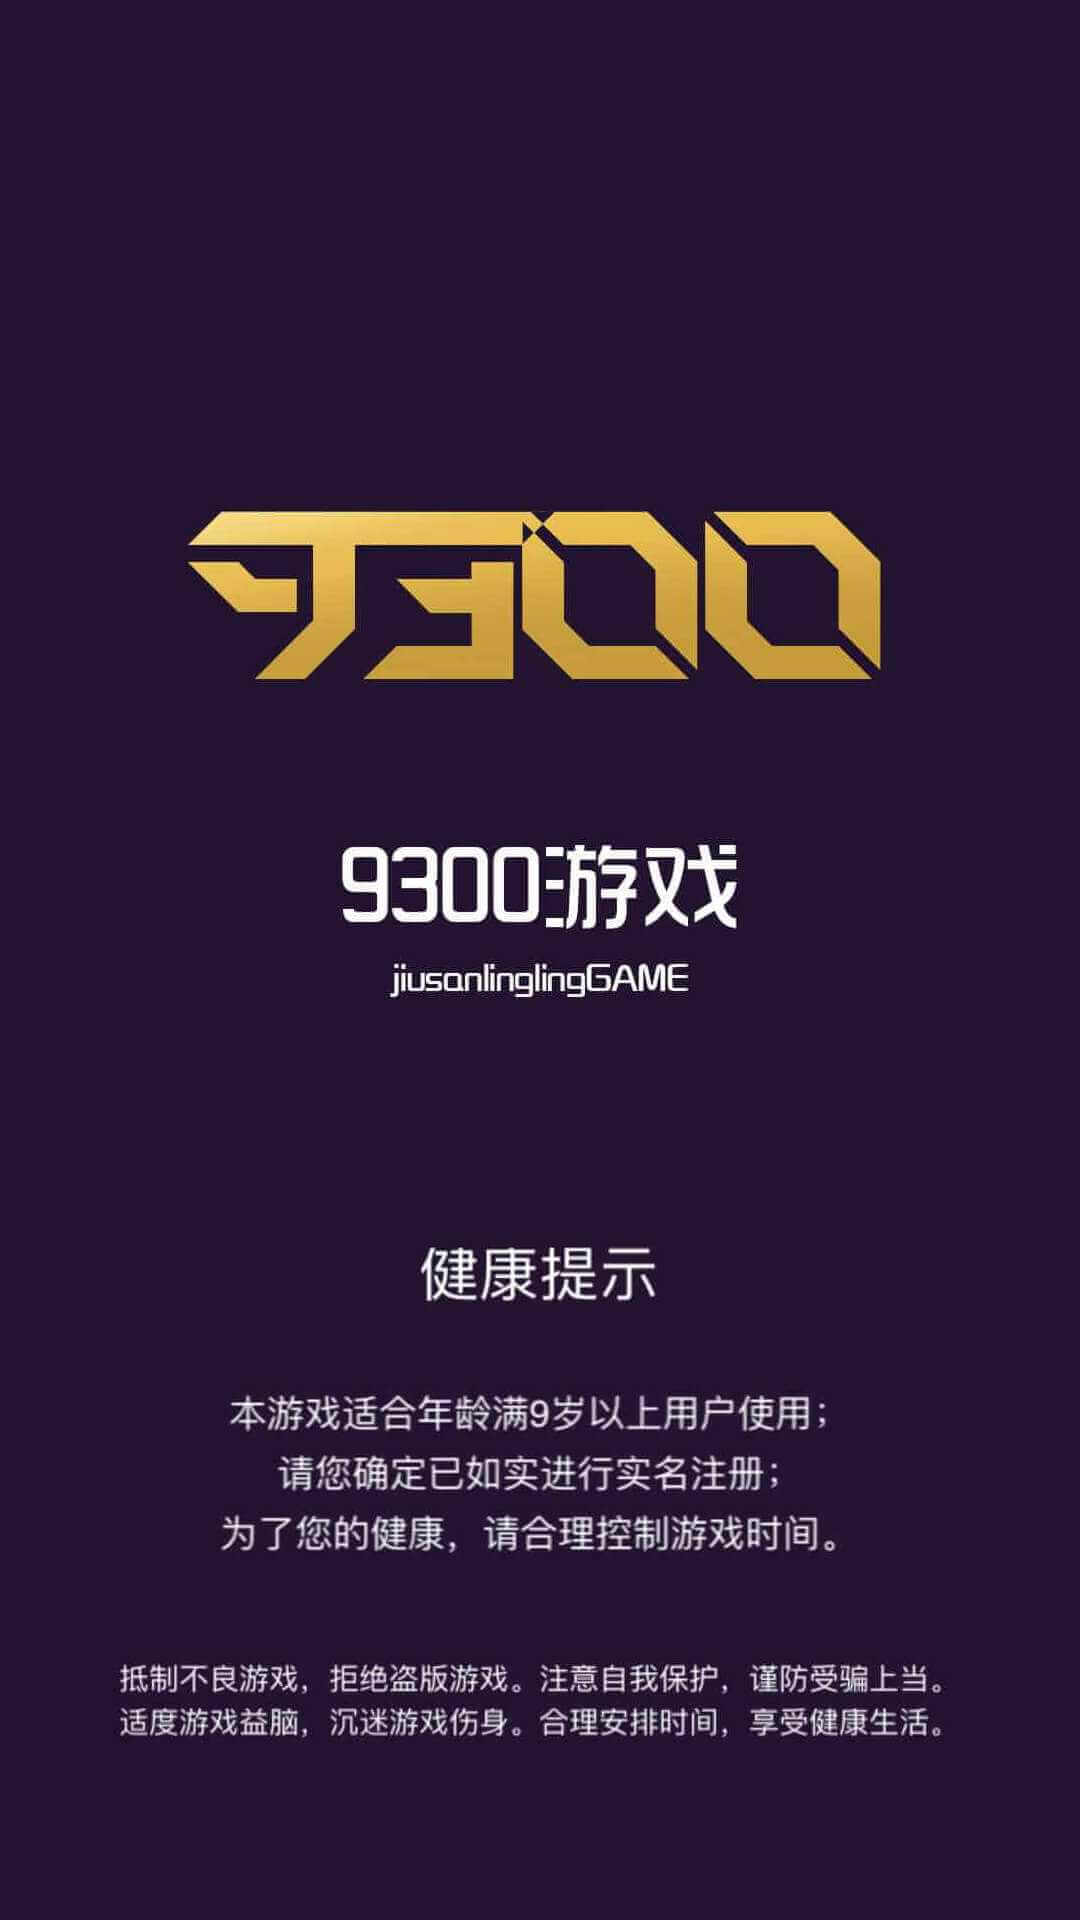 9300
9300游戏
jiusanlinglingGAME
健康提示
本游戏适合年龄满9岁以上用户使用；
请您确定已如实进行实名注册；
为了您的健康，请合理控制游戏时间。
抵制不良游戏，拒绝盗版游戏。注意自我保护，谨防受骗上当。
适度游戏益脑，沉迷游戏伤身。合理安排时间，享受健康生活。